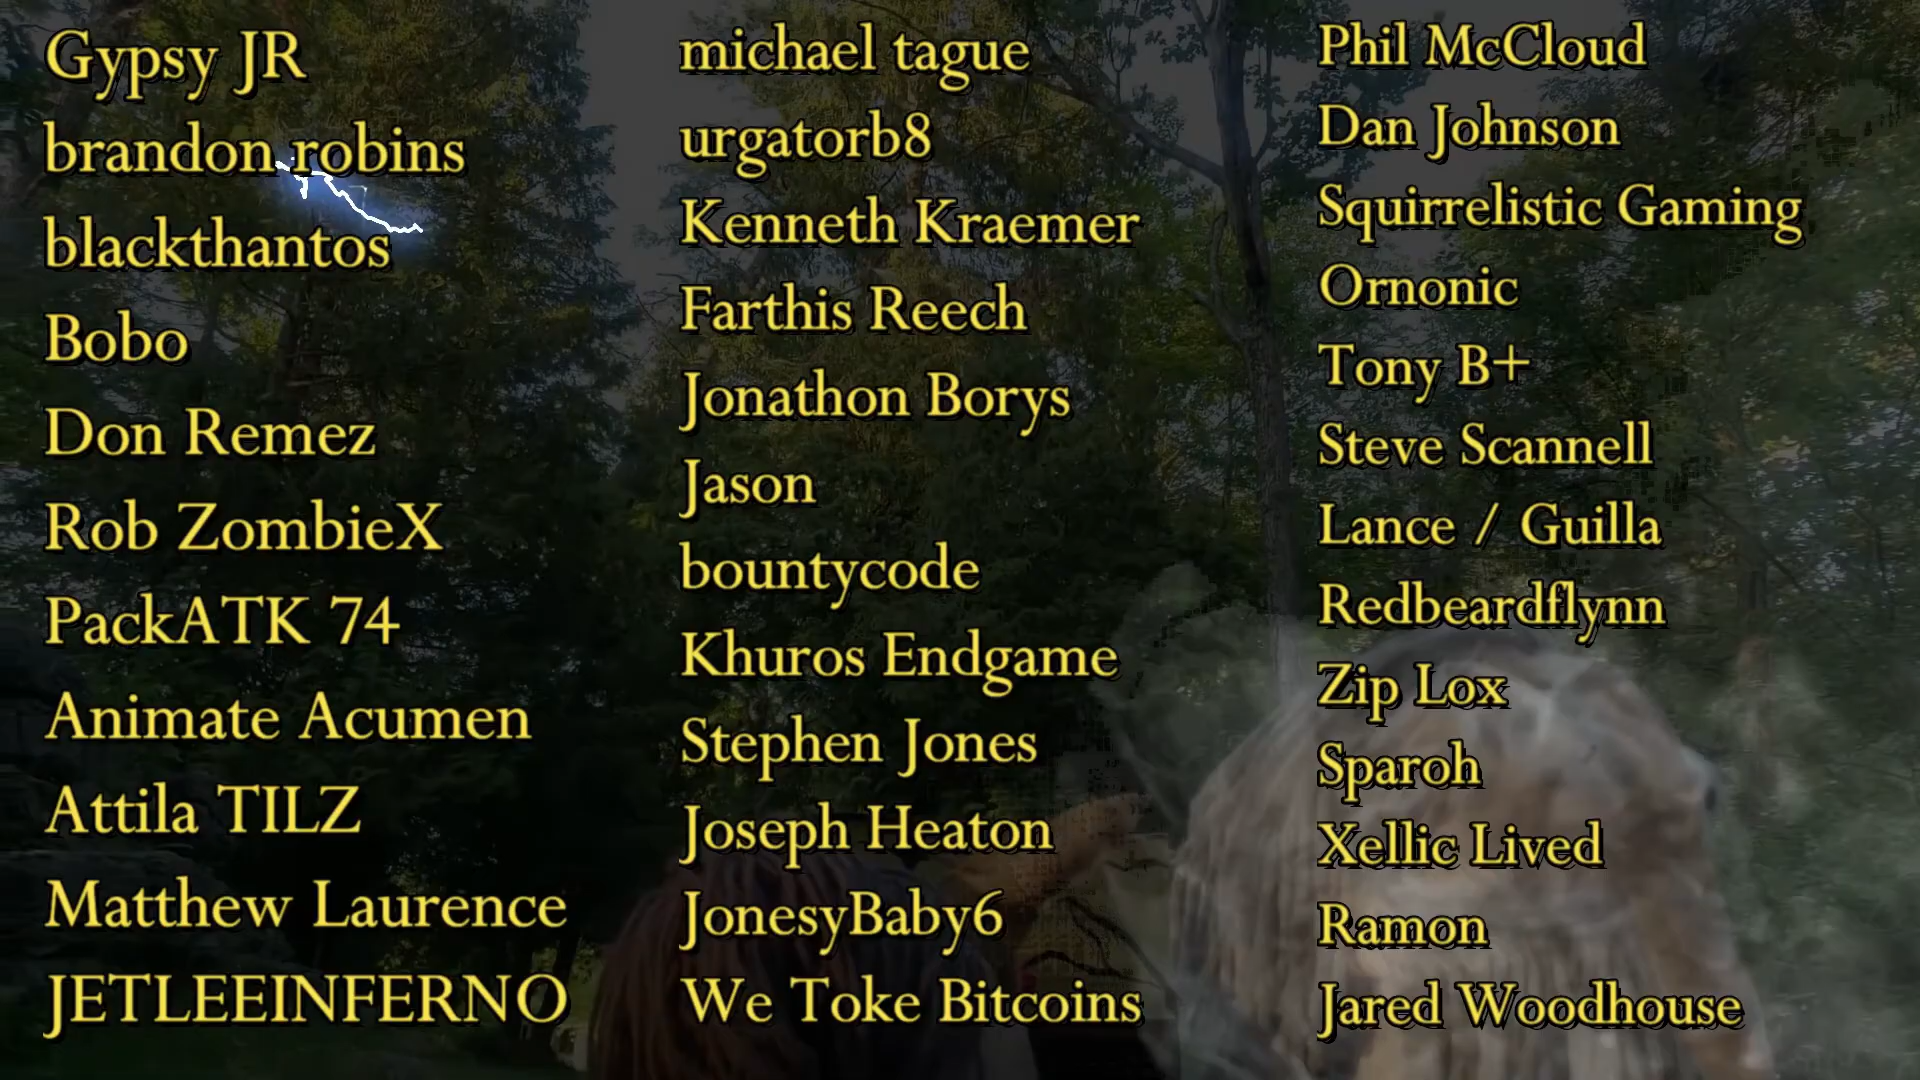 Gypsy JR
brandon robins
blackthantos
Bobo
Don Remez
Rob ZombieX
PackATK 74
Animate Acumen
Attila TILZ
Matthew Laurence
JETLEEINFERNO
michael tague
urgatorb8
Kenneth Kraemer
Farthis Reech
Jonathon Borys
Jason
bountycode
Khuros Endgame
Stephen Jones
Joseph Heaton
JonesyBaby6
We Toke Bitcoins
Phil McCloud
Dan Johnson
Squirrelistic Gaming
Ornonic
Tony B+
Steve Scannell
Lance / Guilla
Redbeardflynn
Zip Lox
Sparoh
Xellic Lived
Ramon
Jared Woodhouse